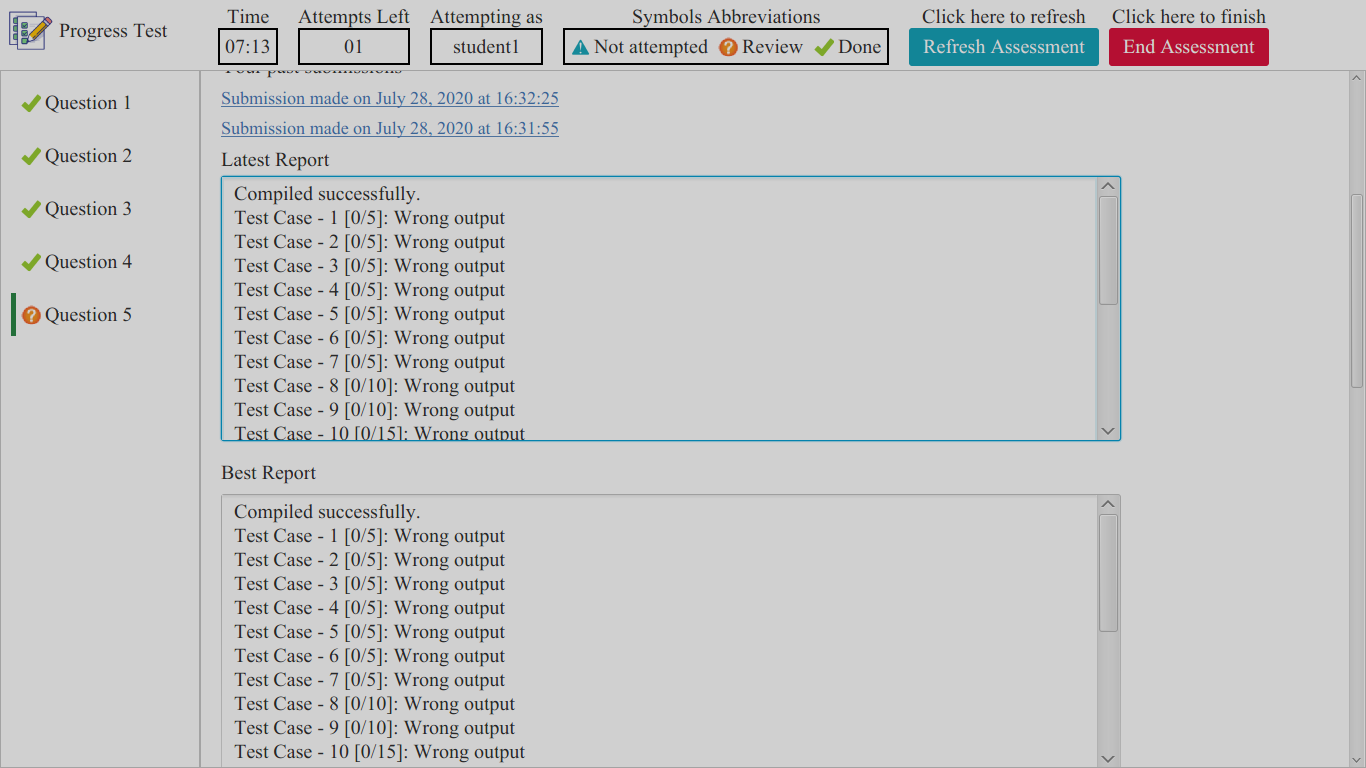 Progress Test
Time
07:13
Attempts Left
01
Attempting as
student1
Symbols Abbreviations
Not attempted Review Done
Click here to refresh
Refresh Assessment
Click here to finish
End Assessment
Question 1
Question 2
Question 3
Question 4
Question 5
Your past submissions
Submission made on July 28, 2020 at 16:32:25
Submission made on July 28, 2020 at 16:31:55
Latest Report
Compiled successfully.
Test Case - 1 [0/5]: Wrong output
Test Case - 2 [0/5]: Wrong output
Test Case - 3 [0/5]: Wrong output
Test Case - 4 [0/5]: Wrong output
Test Case - 5 [0/5]: Wrong output
Test Case - 6 [0/5]: Wrong output
Test Case - 7 [0/5]: Wrong output
Test Case - 8 [0/10]: Wrong output
Test Case - 9 [0/10]: Wrong output
Test Case - 10 [0/15]: Wrong output
Best Report
Compiled successfully.
Test Case - 1 [0/5]: Wrong output
Test Case - 2 [0/5]: Wrong output
Test Case - 3 [0/5]: Wrong output
Test Case - 4 [0/5]: Wrong output
Test Case - 5 [0/5]: Wrong output
Test Case - 6 [0/5]: Wrong output
Test Case - 7 [0/5]: Wrong output
Test Case - 8 [0/10]: Wrong output
Test Case - 9 [0/10]: Wrong output
Test Case - 10 [0/15]: Wrong output